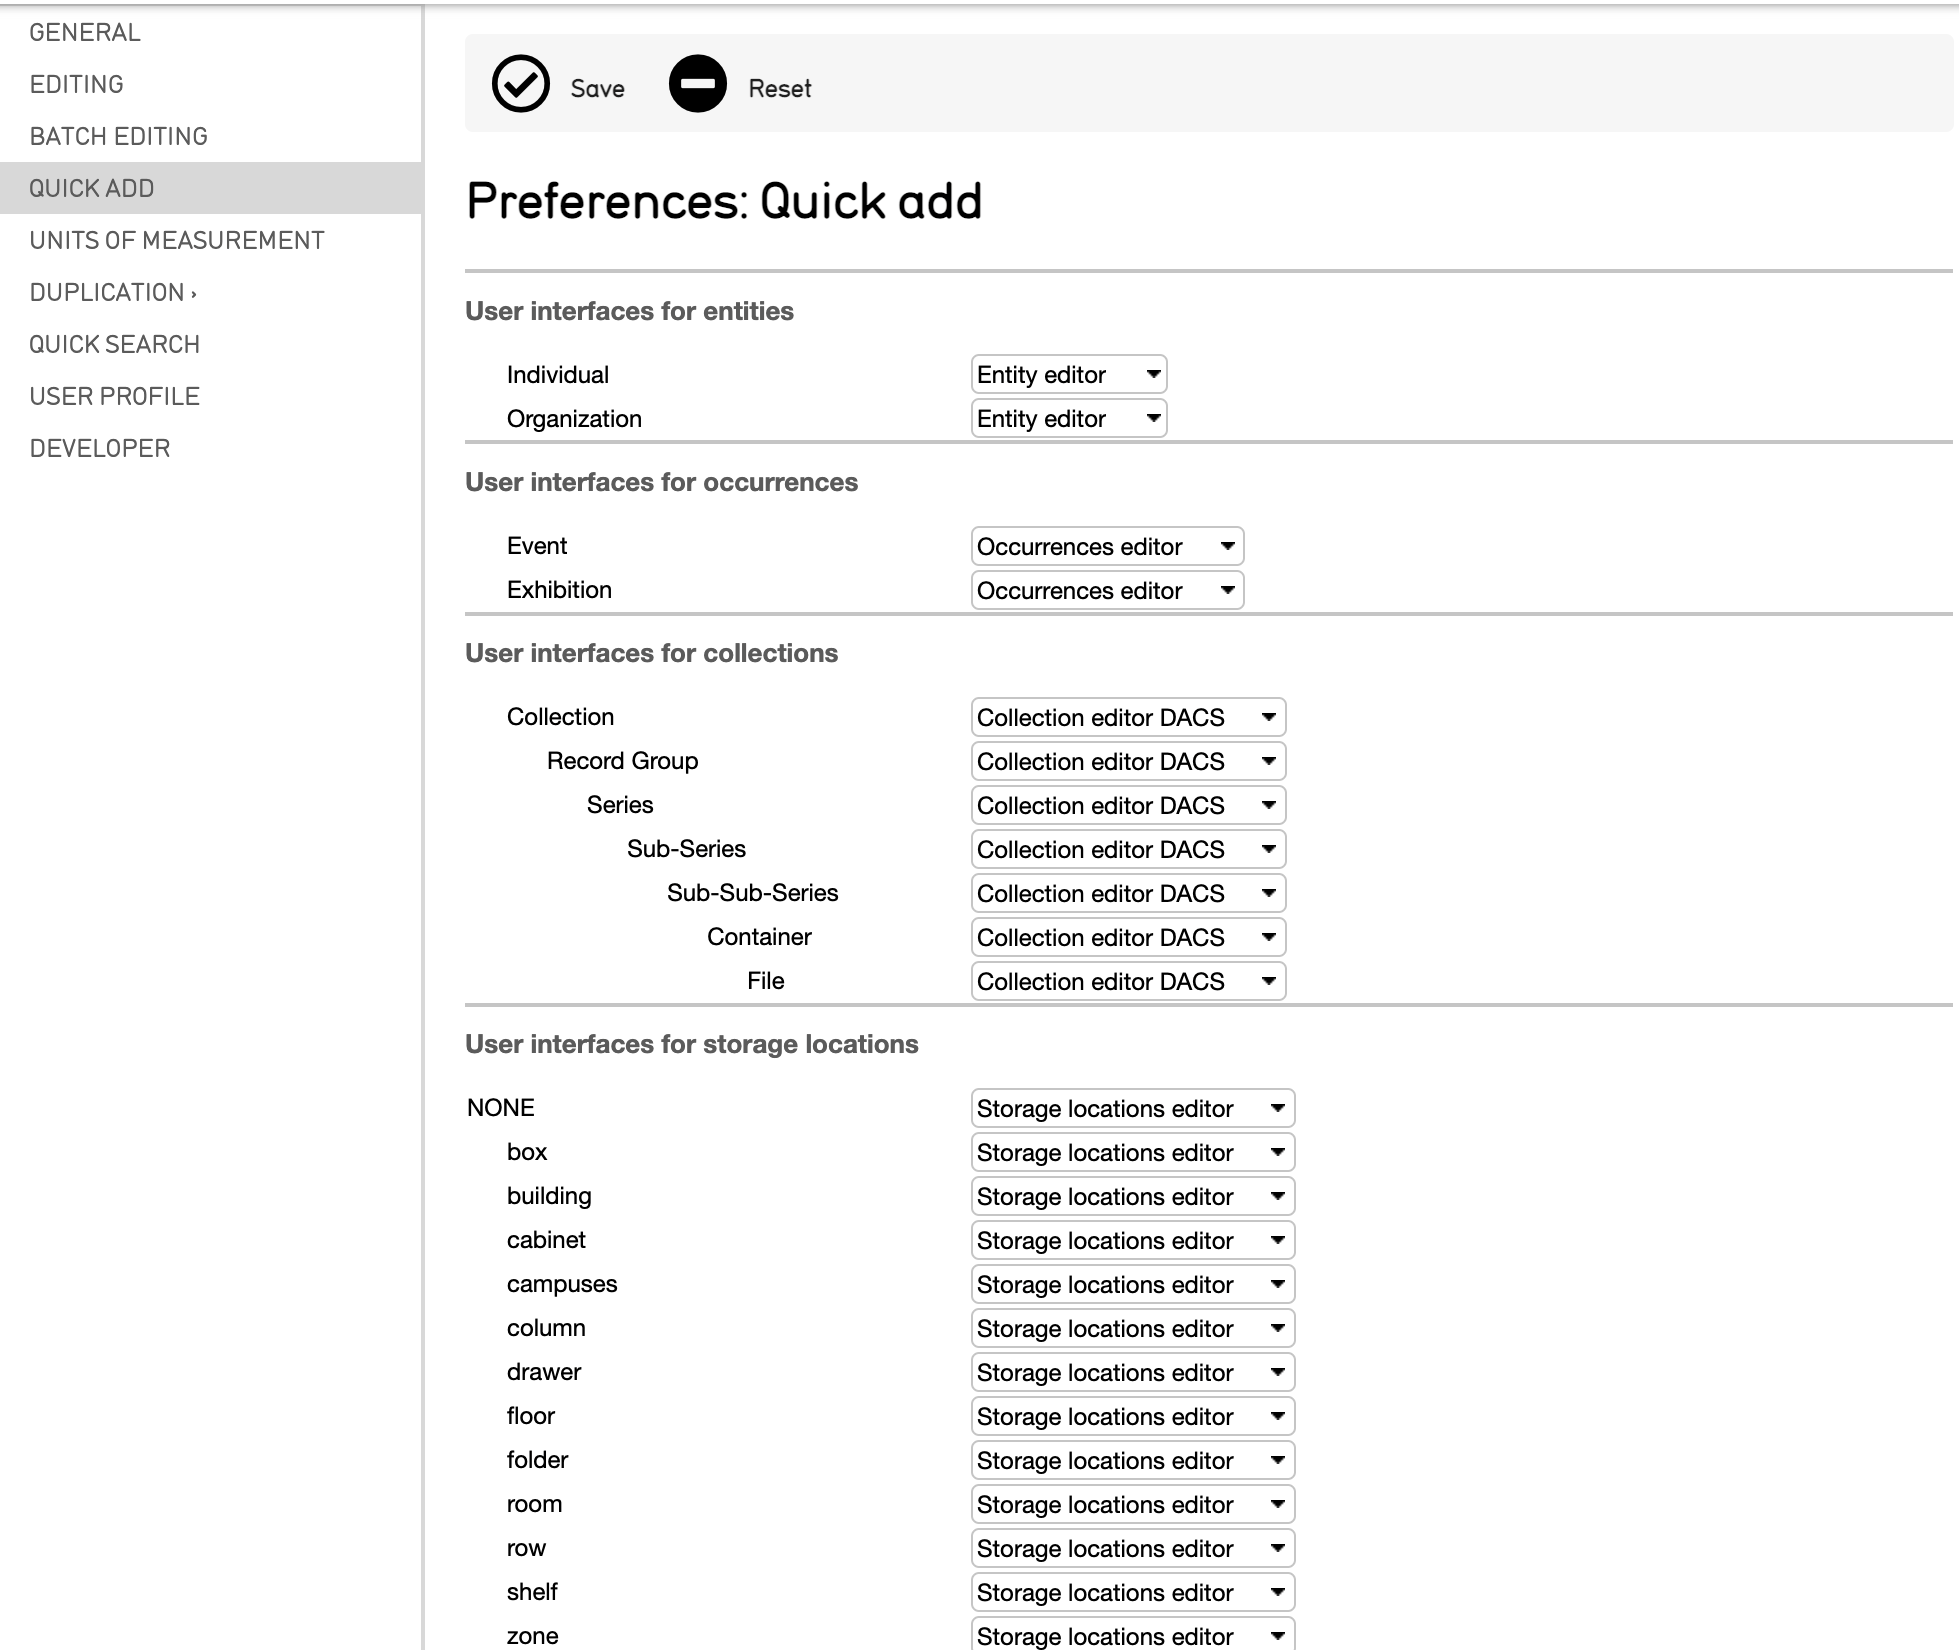 GENERAL
EDITING
BATCH EDITING
QUICK ADD
UNITS OF MEASUREMENT
DUPLICATION ›
QUICK SEARCH
USER PROFILE
DEVELOPER
Save Reset
Preferences: Quick add
User interfaces for entities
Individual Entity editor
Organization Entity editor
User interfaces for occurrences
Event Occurrences editor
Exhibition Occurrences editor
User interfaces for collections
Collection Collection editor DACS
Record Group Collection editor DACS
Series Collection editor DACS
Sub-Series Collection editor DACS
Sub-Sub-Series Collection editor DACS
Container Collection editor DACS
File Collection editor DACS
User interfaces for storage locations
NONE Storage locations editor
box Storage locations editor
building Storage locations editor
cabinet Storage locations editor
campuses Storage locations editor
column Storage locations editor
drawer Storage locations editor
floor Storage locations editor
folder Storage locations editor
room Storage locations editor
row Storage locations editor
shelf Storage locations editor
zone Storage locations editor